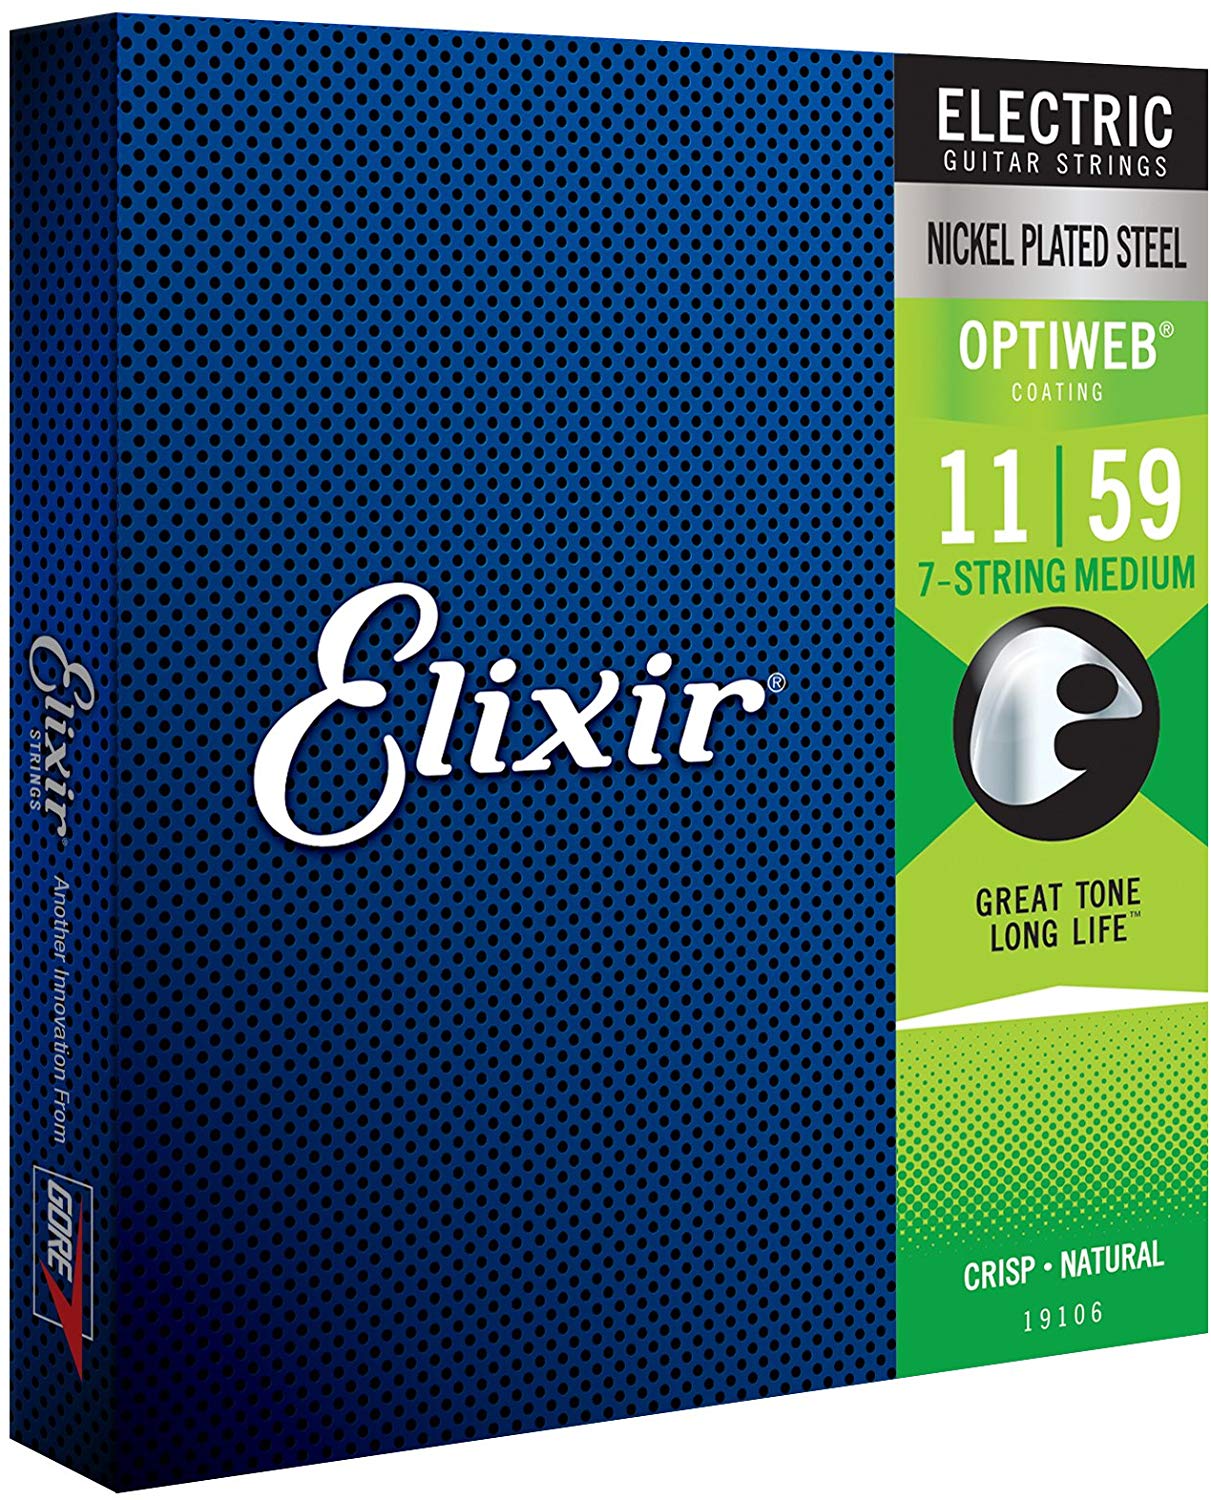 ELECTRIC
GUITAR STRINGS
NICKEL PLATED STEEL
OPTIWEB®
COATING
11 | 59
7-STRING MEDIUM
Elixir®
GREAT TONE
LONG LIFE™
CRISP • NATURAL
19106
Elixir®
STRINGS
Another Innovation From
GORE